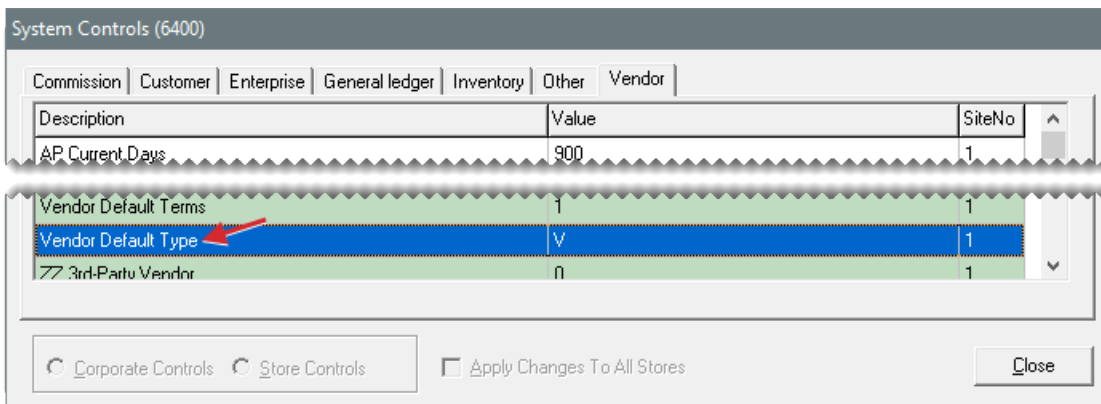 System Controls (6400)
Commission Customer Enterprise General ledger Inventory Other Vendor
Description Value SiteNo
AP Current Days 900 1
Vendor Default Terms 1 1
Vendor Default Type V 1
ZZ 3rd-Party Vendor 0 1
Corporate Controls Store Controls Apply Changes To All Stores Close